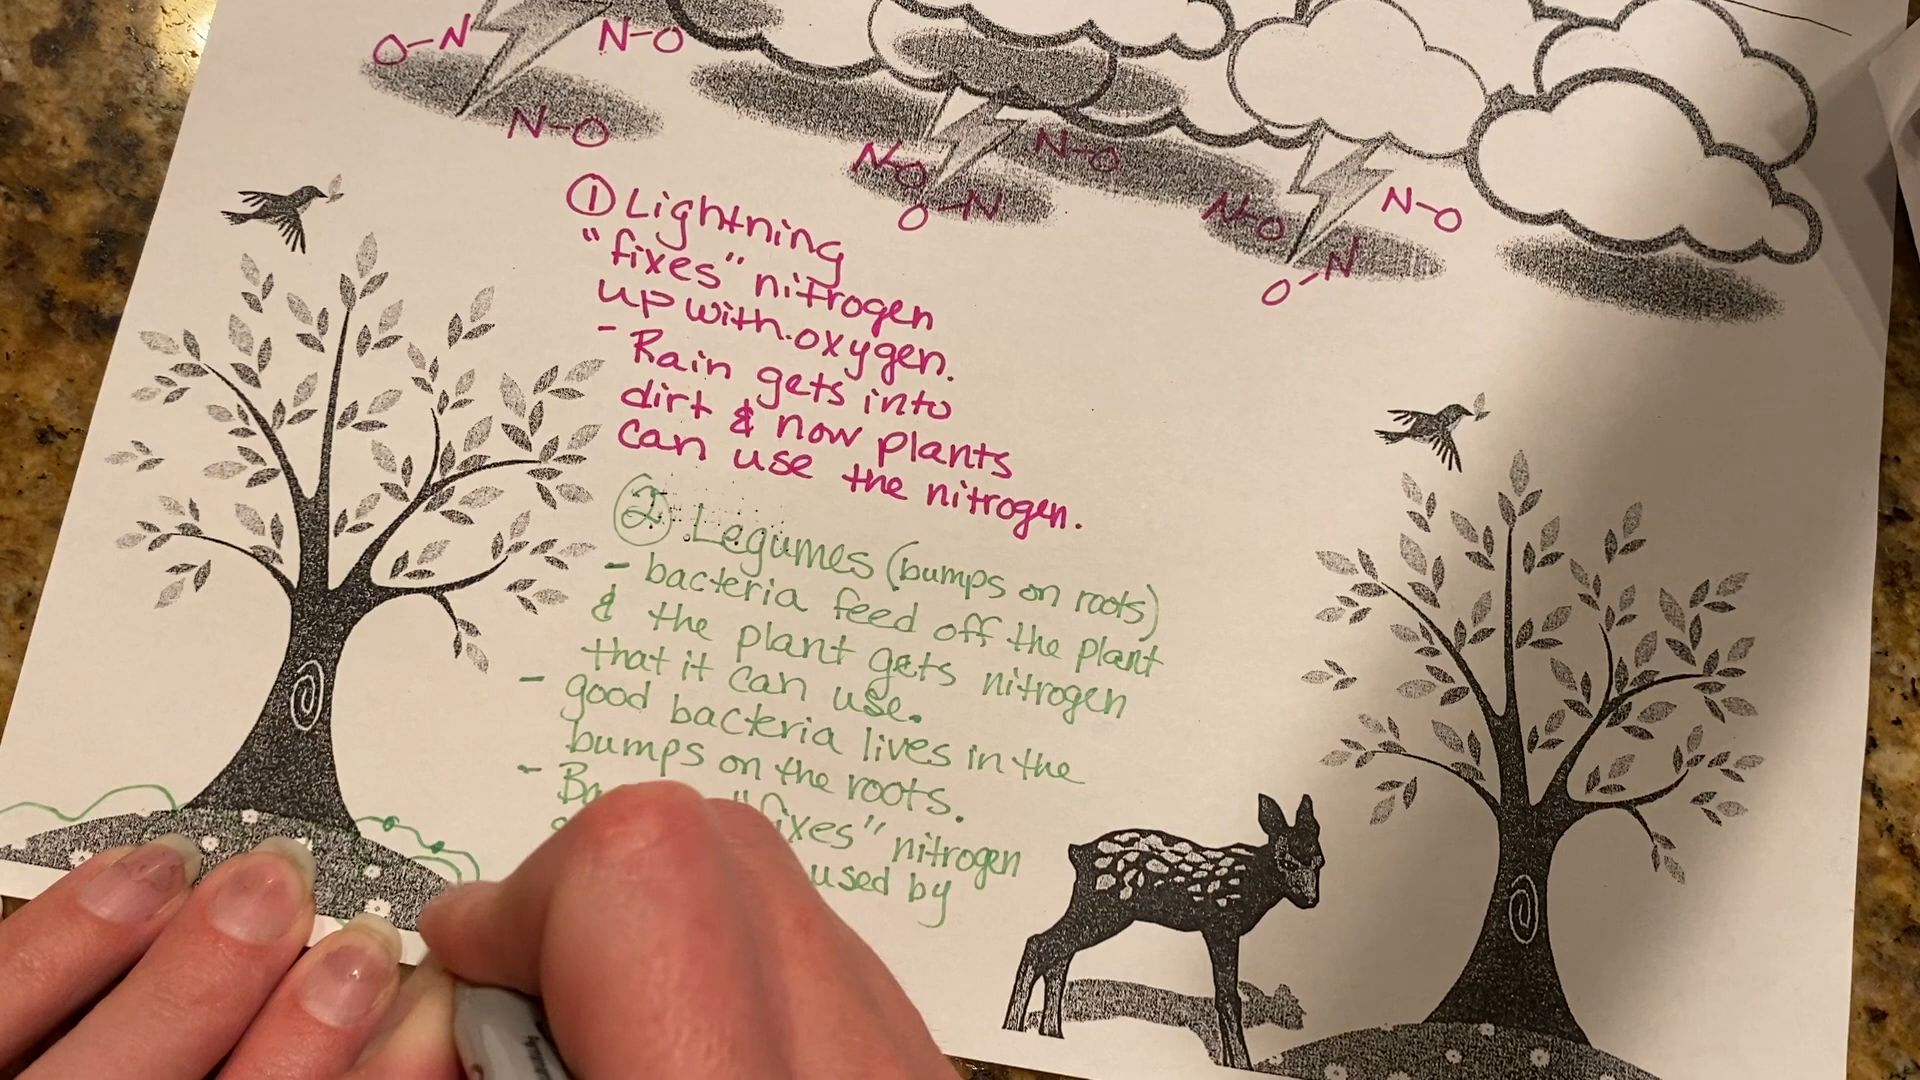 O-N
N-O
N-O
N-O
O-N
N-O
N-O
N-O
O-N
① Lightning
"fixes" nitrogen
up with oxygen.
- Rain gets into
dirt & now plants
can use the nitrogen.
② Legumes (bumps on roots)
- bacteria feed off the plant
& the plant gets nitrogen
that it can use.
- good bacteria lives in the
bumps on the roots.
- "fixes" nitrogen
used by